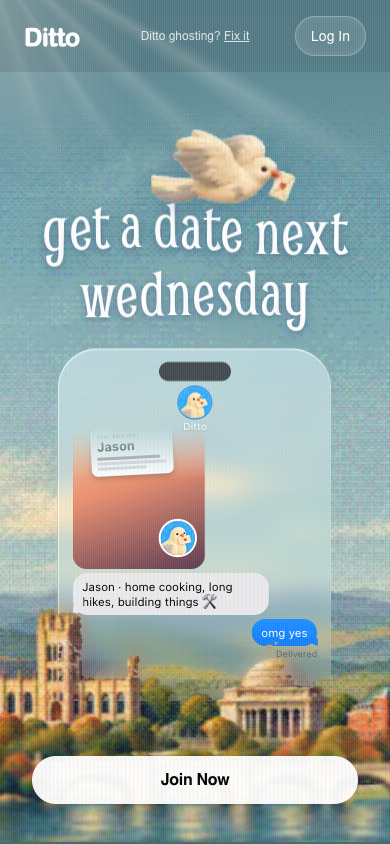 Ditto
Ditto ghosting? Fix it
Log In
get a date next
wednesday
Ditto
Jason
Jason · home cooking, long
hikes, building things 🛠️
omg yes
Delivered
Join Now